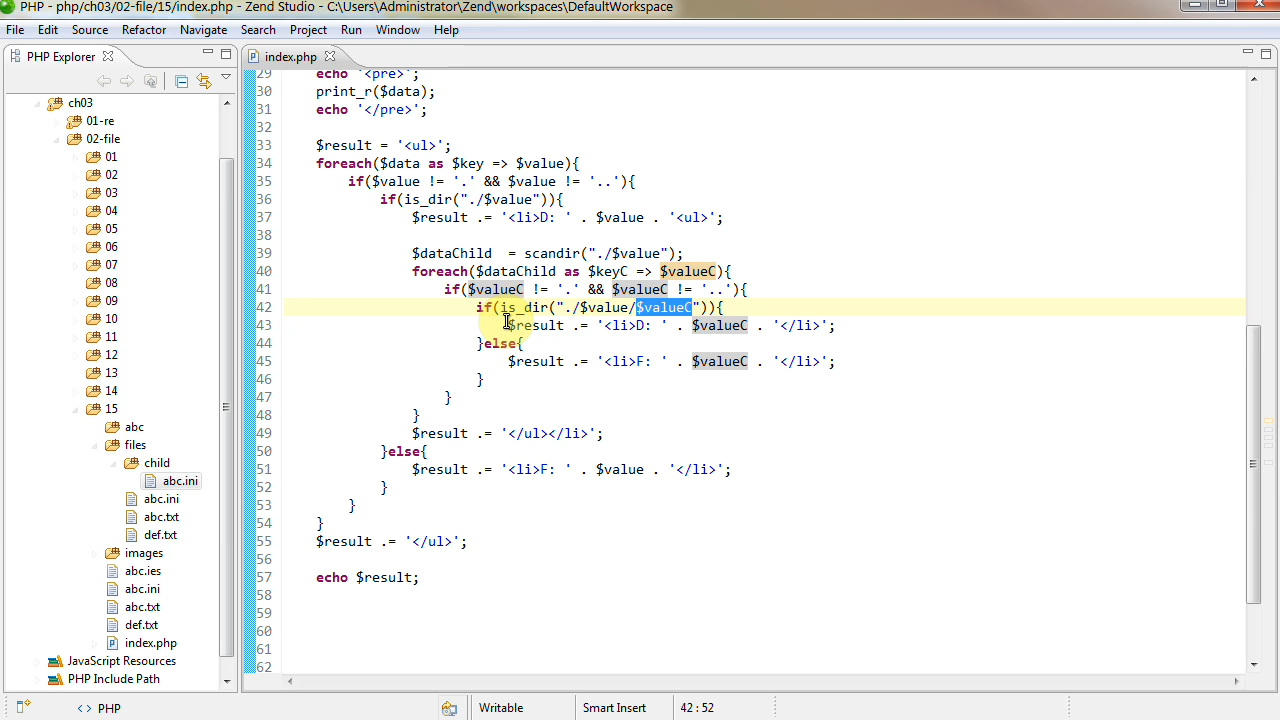 PHP - php/ch03/02-file/15/index.php - Zend Studio - C:\Users\Administrator\Zend\workspaces\DefaultWorkspace
File Edit Source Refactor Navigate Search Project Run Window Help
PHP Explorer
ch03
01-re
02-file
01
02
03
04
05
06
07
08
09
10
11
12
13
14
15
abc
files
child
abc.ini
abc.ini
abc.txt
def.txt
images
abc.ies
abc.ini
abc.txt
def.txt
index.php
JavaScript Resources
PHP Include Path
index.php
29 echo '<pre>';
30 print_r($data);
31 echo '</pre>';
32
33 $result = '<ul>';
34 foreach($data as $key => $value){
35 if($value != '.' && $value != '..'){
36 if(is_dir("./$value")){
37 $result .= '<li>D: ' . $value . '<ul>';
38
39 $dataChild  = scandir("./$value");
40 foreach($dataChild as $keyC => $valueC){
41 if($valueC != '.' && $valueC != '..'){
42 if(is_dir("./$value/$valueC")){
43 $result .= '<li>D: ' . $valueC . '</li>';
44 }else{
45 $result .= '<li>F: ' . $valueC . '</li>';
46 }
47 }
48 }
49 $result .= '</ul></li>';
50 }else{
51 $result .= '<li>F: ' . $value . '</li>';
52 }
53 }
54 }
55 $result .= '</ul>';
56
57 echo $result;
58
59
60
61
62
PHP Writable Smart Insert 42 : 52